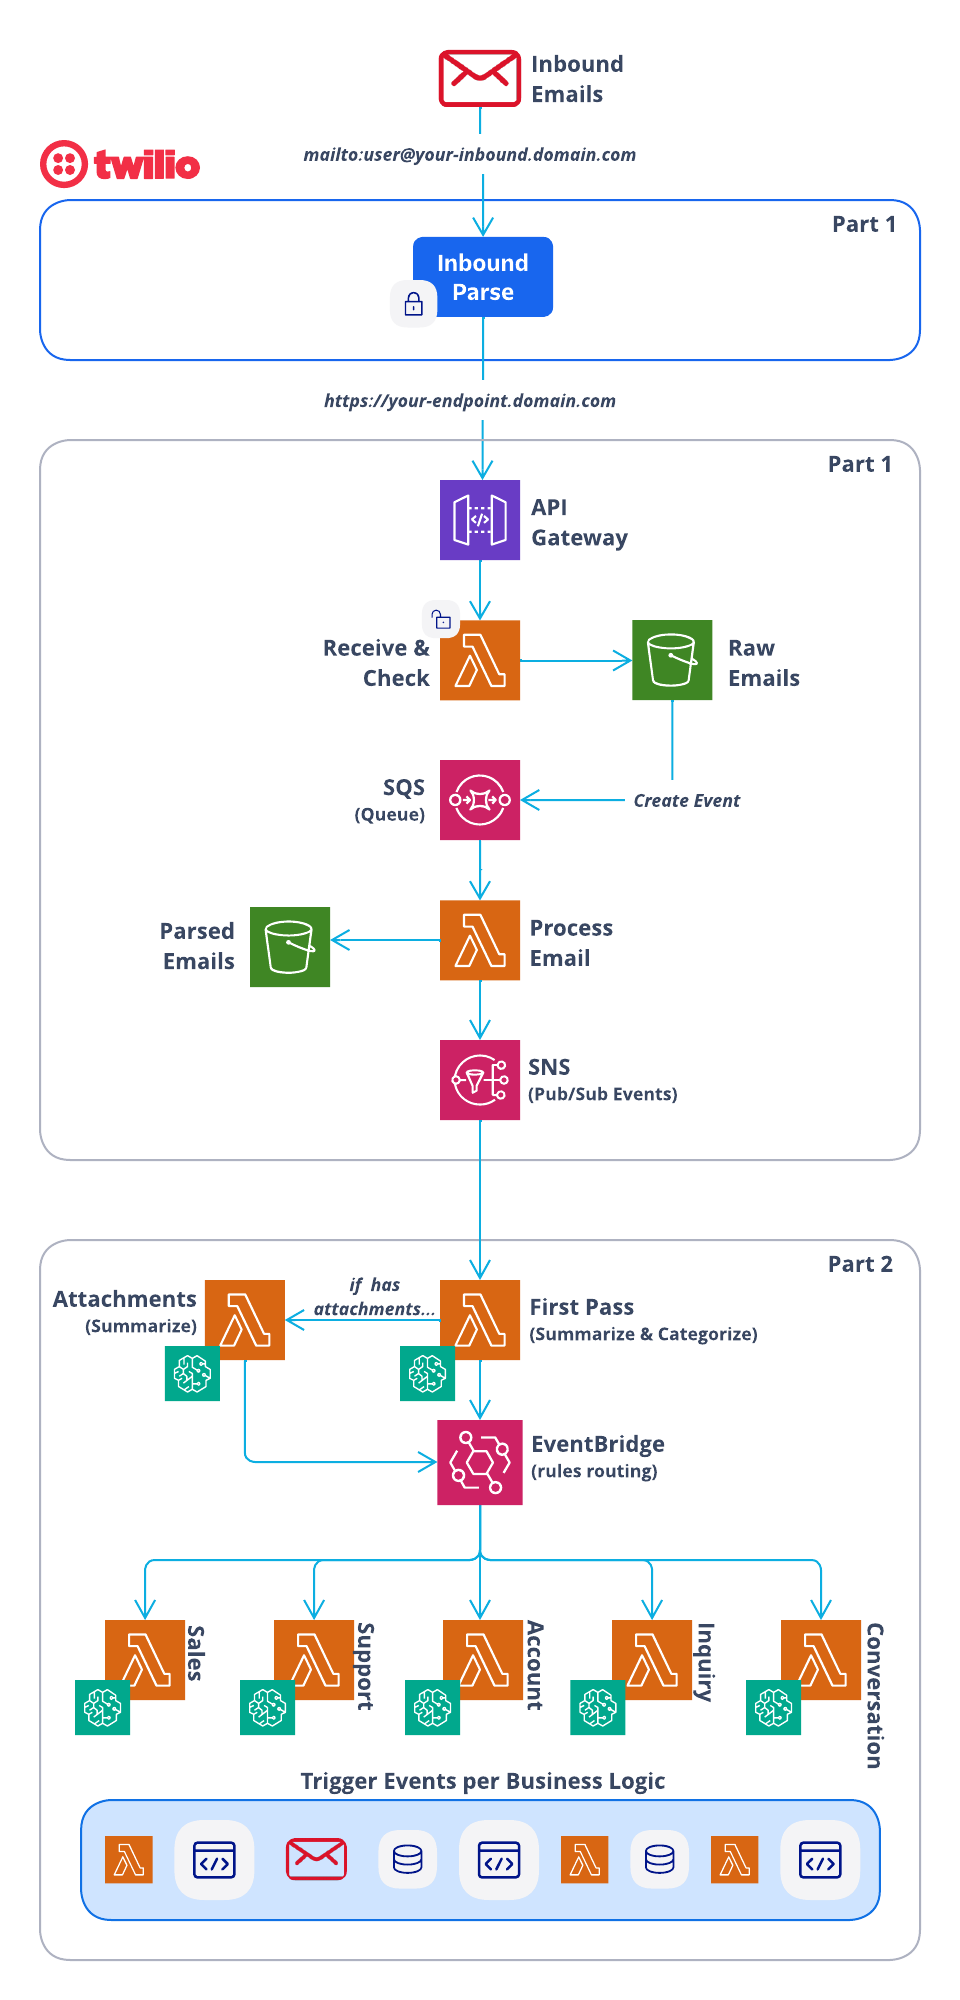 Inbound
Emails
mailto:user@your-inbound.domain.com
twilio
Part 1
Inbound
Parse
https://your-endpoint.domain.com
Part 1
API
Gateway
Receive &
Check
Raw
Emails
SQS
(Queue)
Create Event
Parsed
Emails
Process
Email
SNS
(Pub/Sub Events)
Part 2
Attachments
(Summarize)
if has
attachments...
First Pass
(Summarize & Categorize)
EventBridge
(rules routing)
Sales
Support
Account
Inquiry
Conversation
Trigger Events per Business Logic